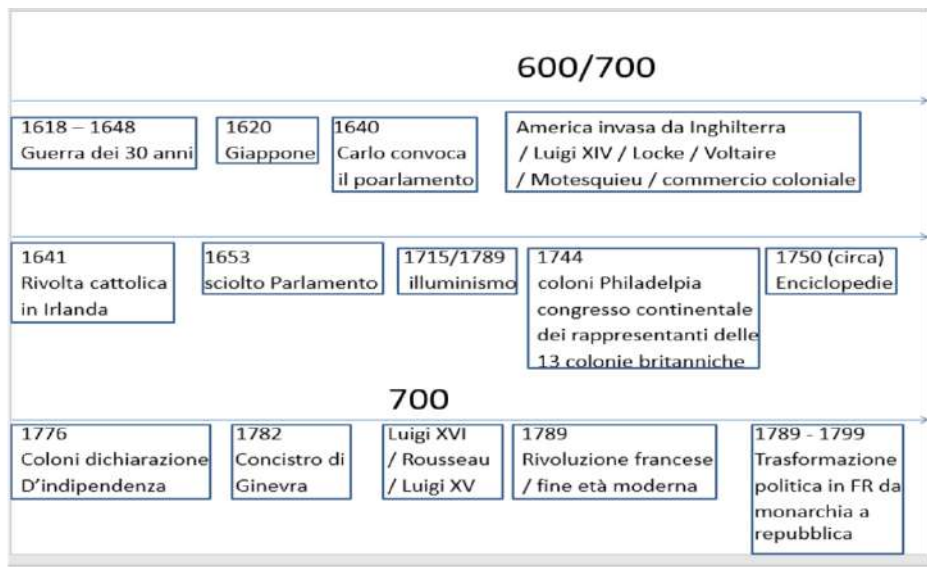 600/700
1618 – 1648
Guerra dei 30 anni
1620
Giappone
1640
Carlo convoca
il poarlamento
America invasa da Inghilterra
/ Luigi XIV / Locke / Voltaire
/ Motesquieu / commercio coloniale
1641
Rivolta cattolica
in Irlanda
1653
sciolto Parlamento
1715/1789
illuminismo
1744
coloni Philadelpia
congresso continentale
dei rappresentanti delle
13 colonie britanniche
1750 (circa)
Enciclopedie
700
1776
Coloni dichiarazione
D'indipendenza
1782
Concistro di
Ginevra
Luigi XVI
/ Rousseau
/ Luigi XV
1789
Rivoluzione francese
/ fine età moderna
1789 - 1799
Trasformazione
politica in FR da
monarchia a
repubblica